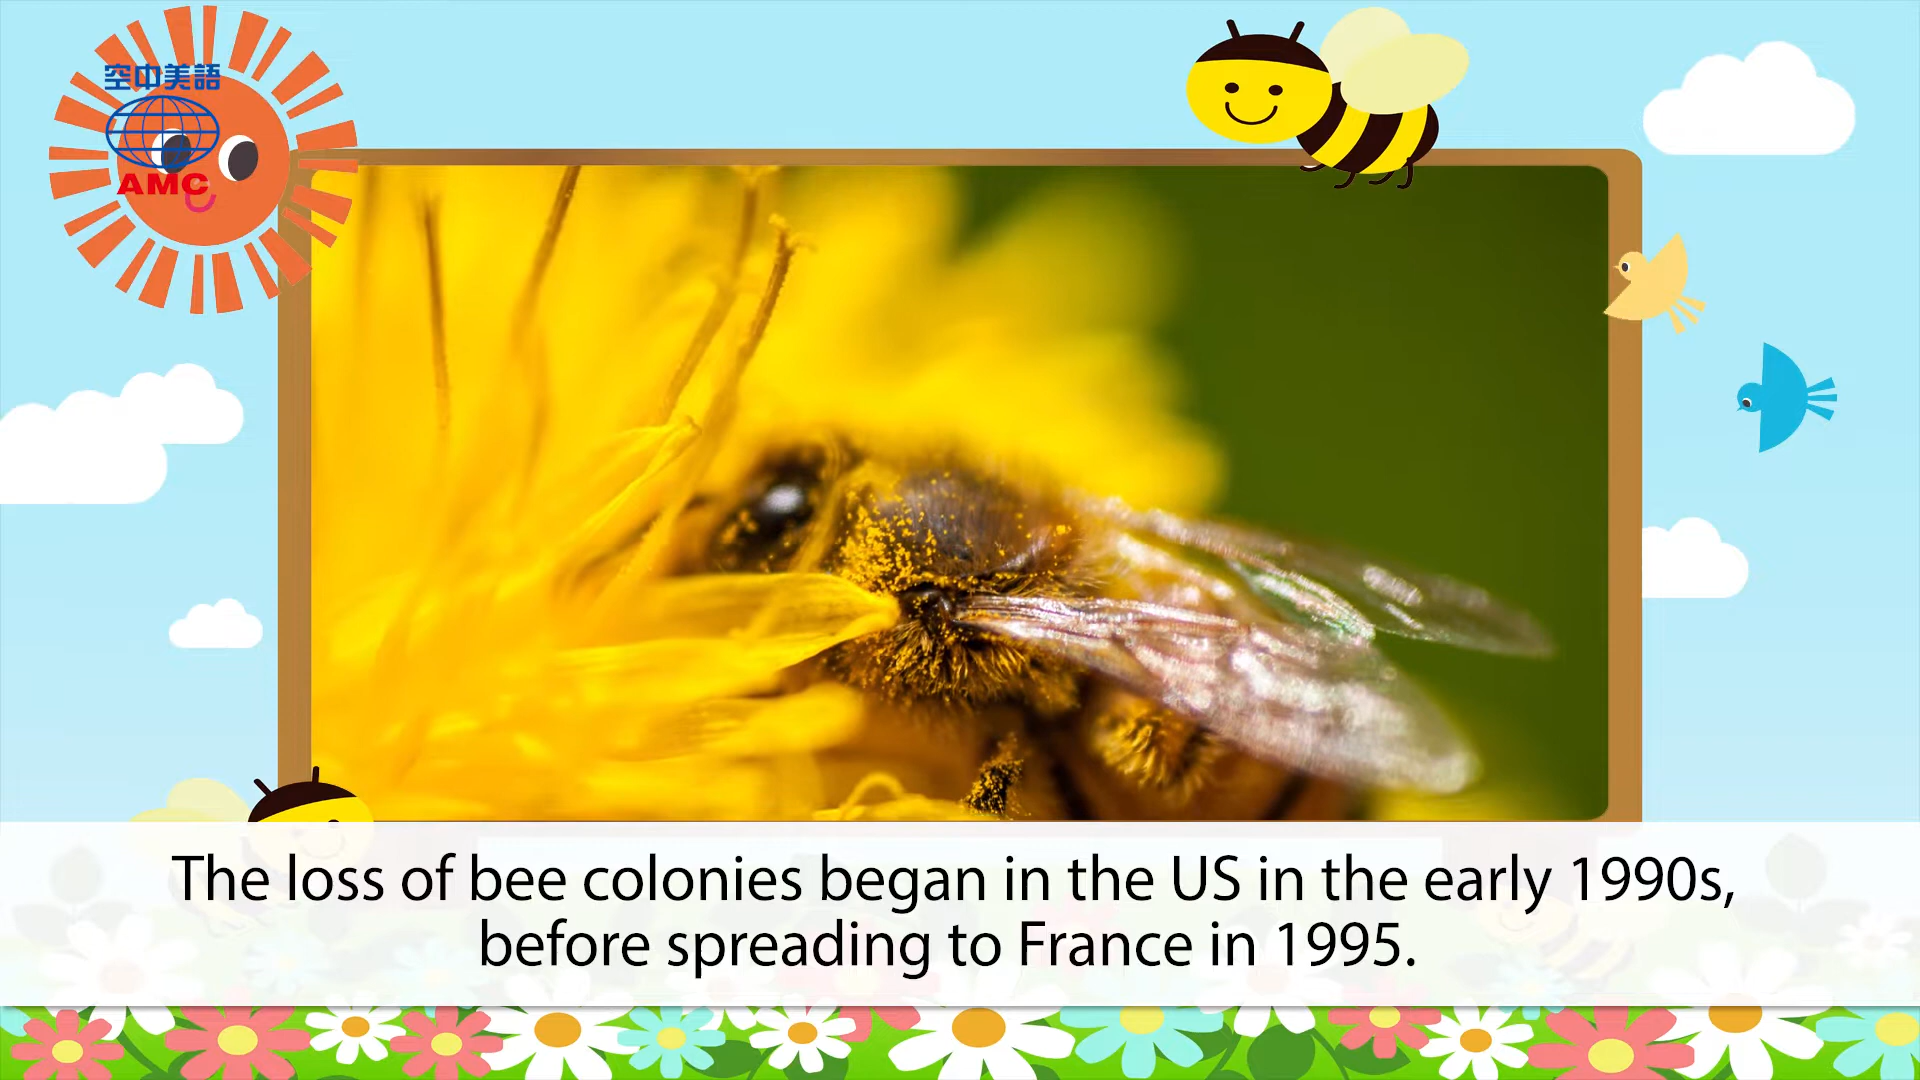 空中美語
AMC
The loss of bee colonies began in the US in the early 1990s,
before spreading to France in 1995.